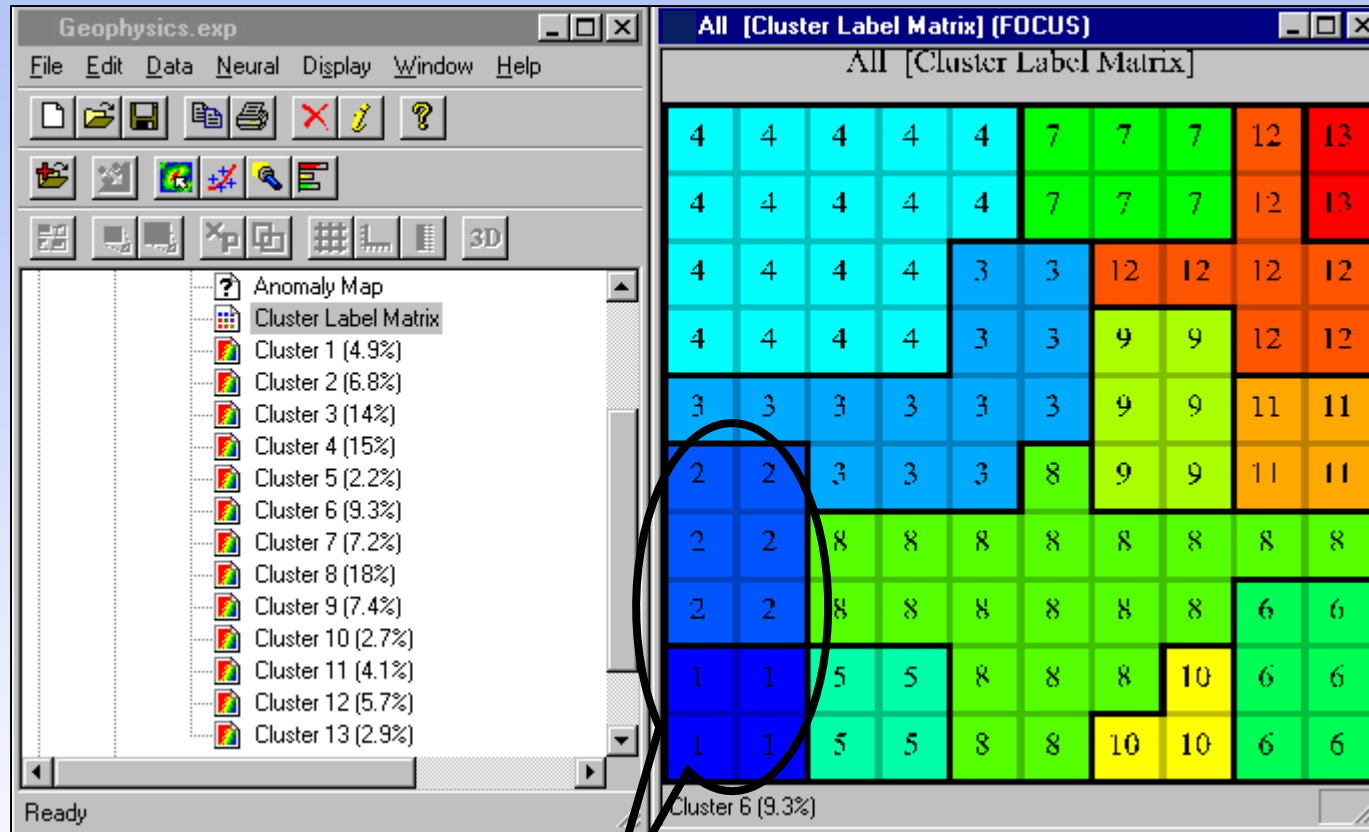 Geophysics.exp
File Edit Data Neural Display Window Help
3D
Anomaly Map
Cluster Label Matrix
Cluster 1 (4.9%)
Cluster 2 (6.8%)
Cluster 3 (14%)
Cluster 4 (15%)
Cluster 5 (2.2%)
Cluster 6 (9.3%)
Cluster 7 (7.2%)
Cluster 8 (18%)
Cluster 9 (7.4%)
Cluster 10 (2.7%)
Cluster 11 (4.1%)
Cluster 12 (5.7%)
Cluster 13 (2.9%)
Ready
All [Cluster Label Matrix] (FOCUS)
All [Cluster Label Matrix]
4 4 4 4 4 7 7 7 12 13
4 4 4 4 4 7 7 7 12 13
4 4 4 4 3 3 12 12 12 12
4 4 4 4 3 3 9 9 12 12
3 3 3 3 3 3 9 9 11 11
2 2 3 3 3 8 9 9 11 11
2 2 8 8 8 8 8 8 8 8
2 2 8 8 8 8 8 8 6 6
1 1 5 5 8 8 8 10 6 6
1 1 5 5 8 8 10 10 6 6
Cluster 6 (9.3%)